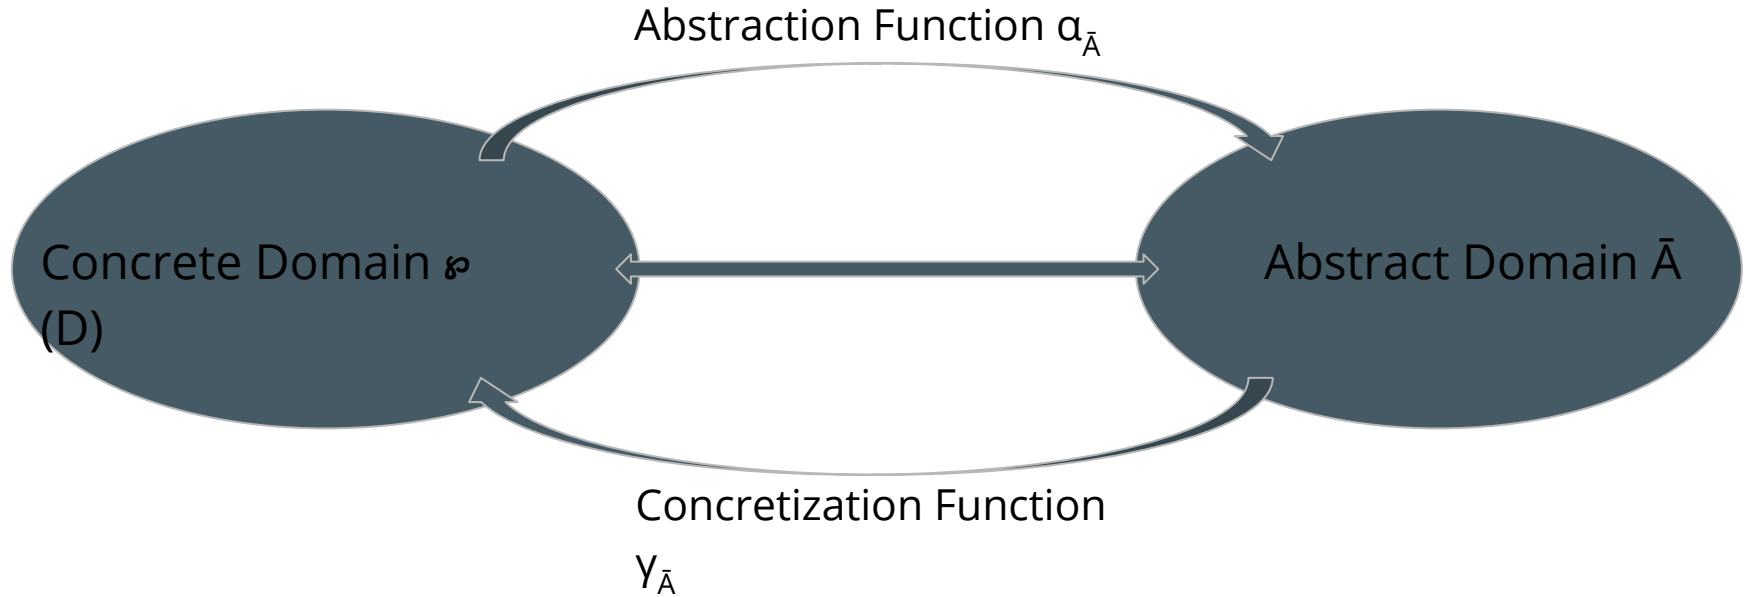 Abstraction Function α_Ā
Concrete Domain ℘
(D)
Abstract Domain Ā
Concretization Function
γ_Ā